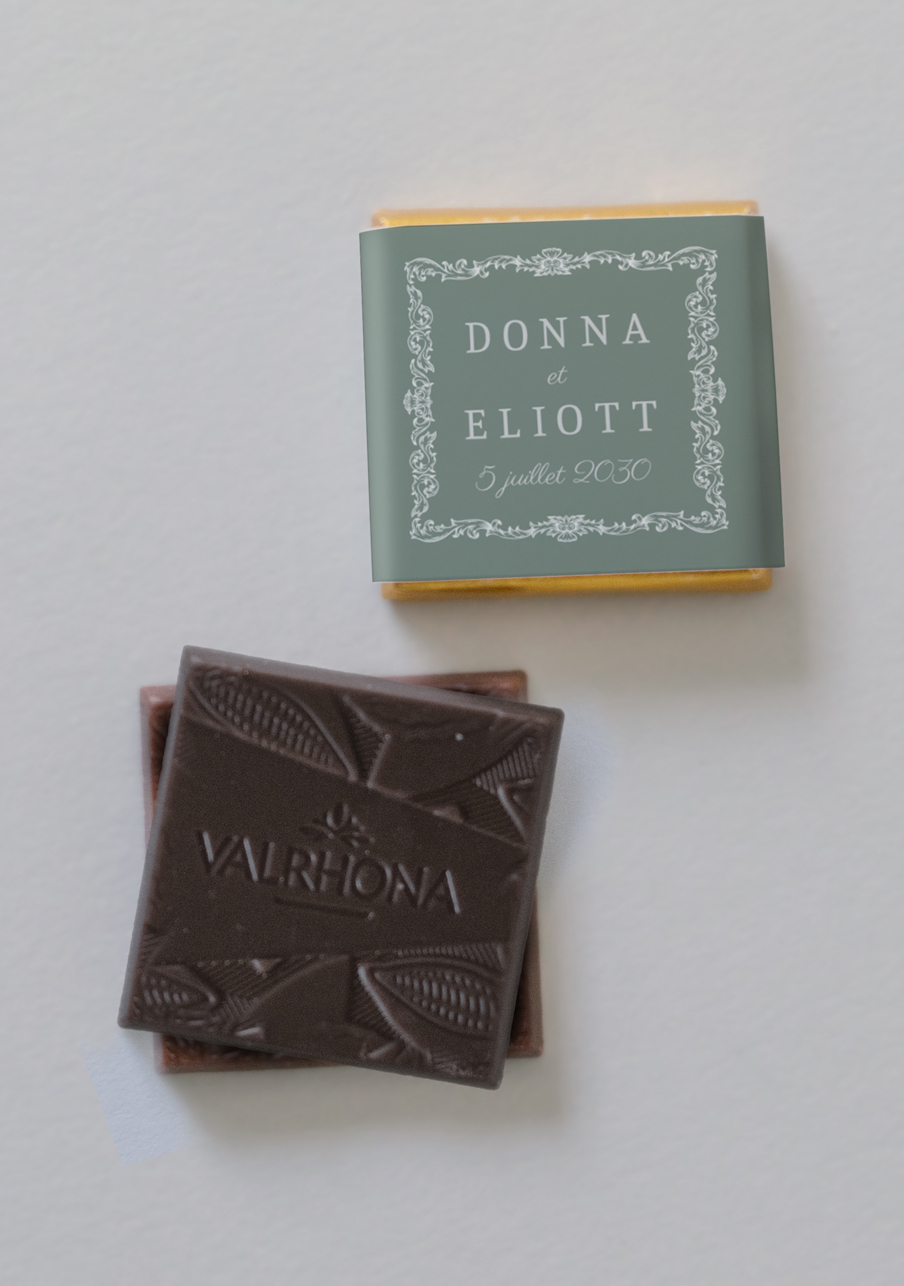 DONNA
et
ELIOTT
5 juillet 2030
VALRHONA